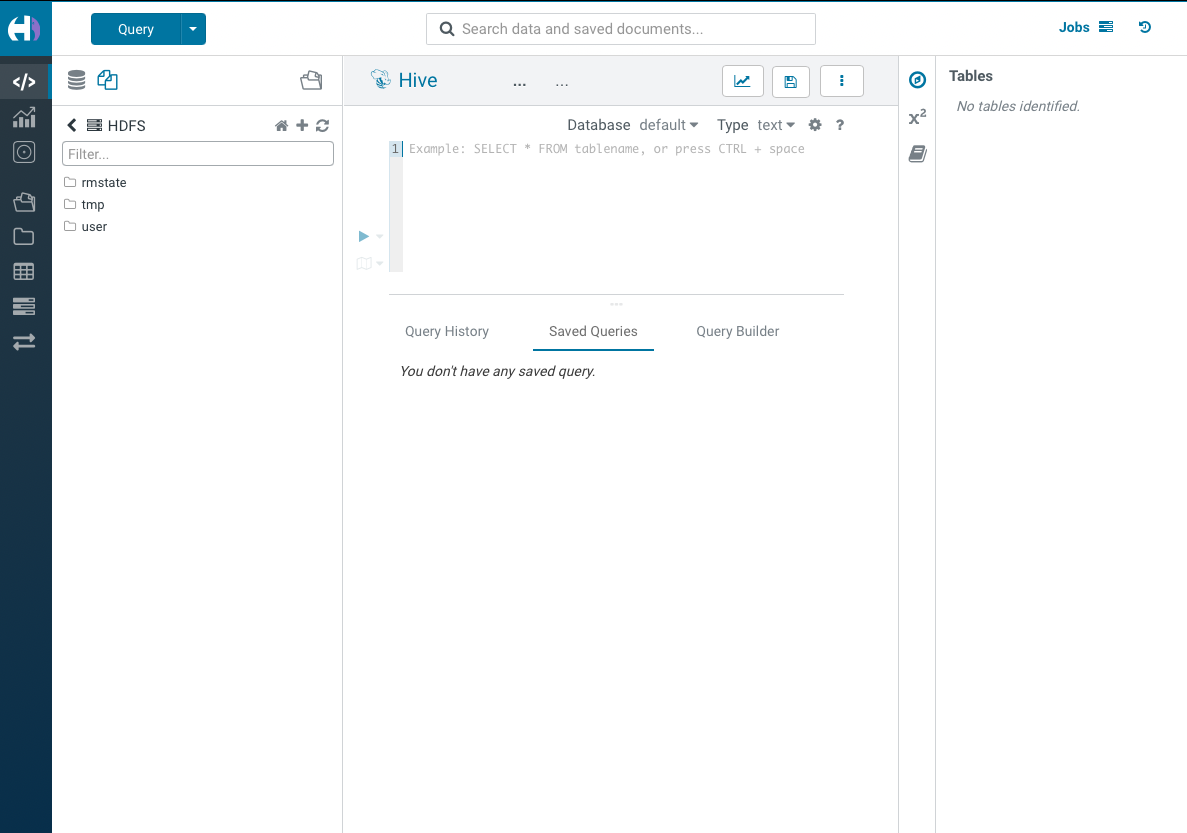 Query
Search data and saved documents...
Jobs
HDFS
Filter...
rmstate
tmp
user
Hive
...
...
Database default Type text ?
1 Example: SELECT * FROM tablename, or press CTRL + space
Query History
Saved Queries
Query Builder
You don't have any saved query.
x²
Tables
No tables identified.